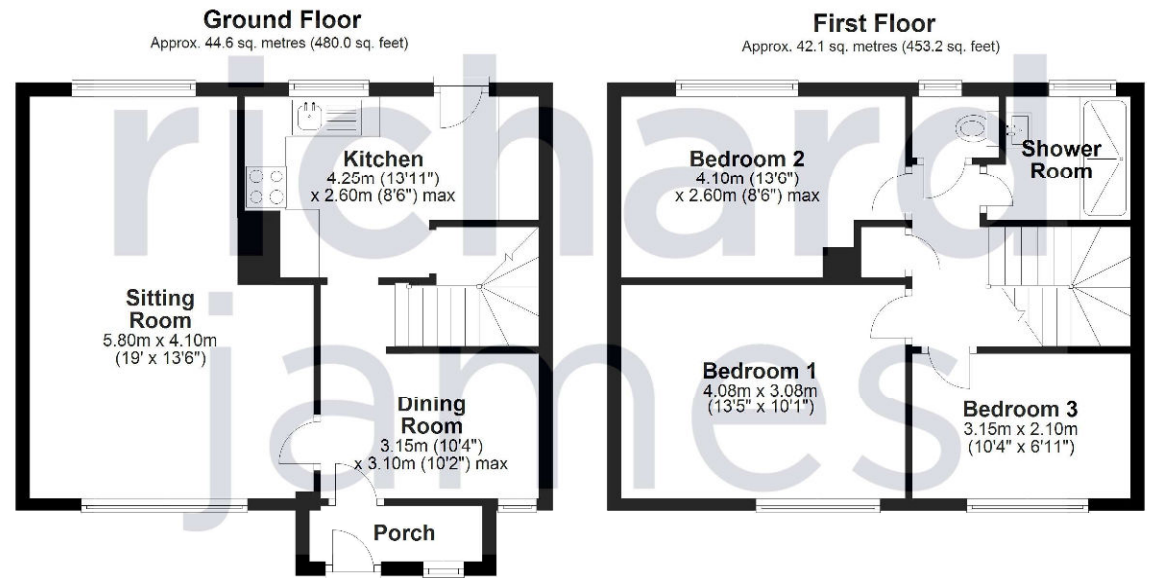 Ground Floor
Approx. 44.6 sq. metres (480.0 sq. feet)
Kitchen
4.25m (13'11")
x 2.60m (8'6") max
Sitting
Room
5.80m x 4.10m
(19' x 13'6")
Dining
Room
3.15m (10'4")
x 3.10m (10'2") max
Porch
First Floor
Approx. 42.1 sq. metres (453.2 sq. feet)
Bedroom 2
4.10m (13'6")
x 2.60m (8'6") max
Shower
Room
Bedroom 1
4.08m x 3.08m
(13'5" x 10'1")
Bedroom 3
3.15m x 2.10m
(10'4" x 6'11")
richard
james